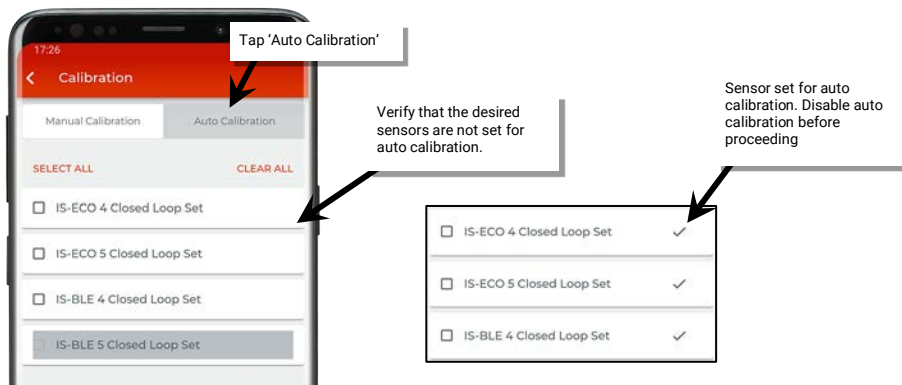 Tap ‘Auto Calibration’
17:26
Calibration
Manual Calibration
Auto Calibration
SELECT ALL
CLEAR ALL
IS-ECO 4 Closed Loop Set
IS-ECO 5 Closed Loop Set
IS-BLE 4 Closed Loop Set
IS-BLE 5 Closed Loop Set
Verify that the desired
sensors are not set for
auto calibration.
Sensor set for auto
calibration. Disable auto
calibration before
proceeding
IS-ECO 4 Closed Loop Set
IS-ECO 5 Closed Loop Set
IS-BLE 4 Closed Loop Set